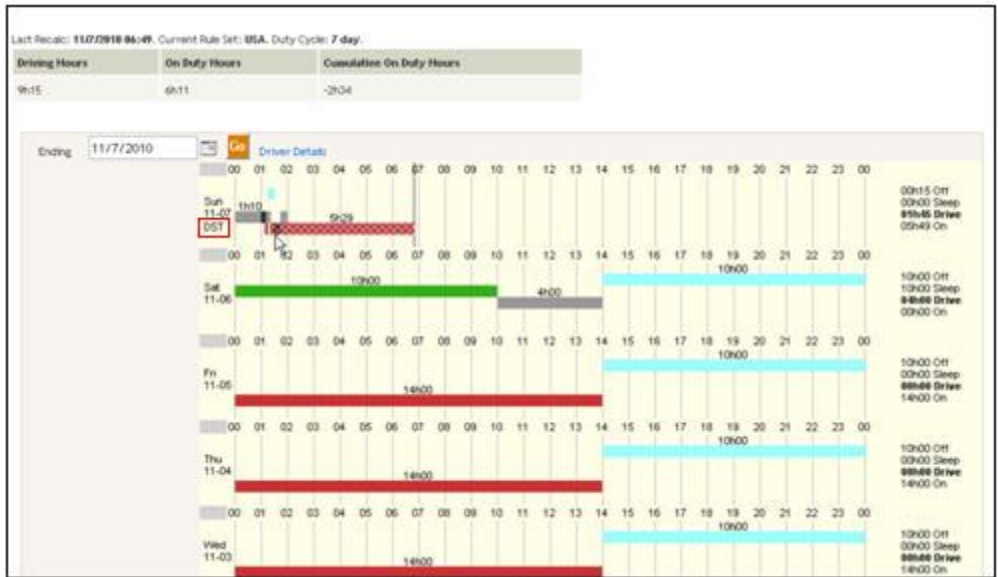 Last Recalc: 11/7/2010 06:49. Current Rule Set: USA. Duty Cycle: 7 day.
Driving Hours On Duty Hours Cumulative On Duty Hours
9h15 6h11 -2h34
Ending 11/7/2010 Go Driver Details
00 01 02 03 04 05 06 07 08 09 10 11 12 13 14 15 16 17 18 19 20 21 22 23 00
Sun
11-07
DST
1h10
5h29
00h15 Off
00h00 Sleep
Drive
05h49 On
00 01 02 03 04 05 06 07 08 09 10 11 12 13 14 15 16 17 18 19 20 21 22 23 00
Sat
11-06
10h00
4h00
10h00
10h00 Off
10h00 Sleep
04h00 Drive
00h00 On
00 01 02 03 04 05 06 07 08 09 10 11 12 13 14 15 16 17 18 19 20 21 22 23 00
Fri
11-05
14h00
10h00
10h00 Off
00h00 Sleep
00h00 Drive
14h00 On
00 01 02 03 04 05 06 07 08 09 10 11 12 13 14 15 16 17 18 19 20 21 22 23 00
Thu
11-04
14h00
10h00
10h00 Off
00h00 Sleep
00h00 Drive
14h00 On
00 01 02 03 04 05 06 07 08 09 10 11 12 13 14 15 16 17 18 19 20 21 22 23 00
Wed
11-03
14h00
10h00
10h00 Off
00h00 Sleep
00h00 Drive
14h00 On